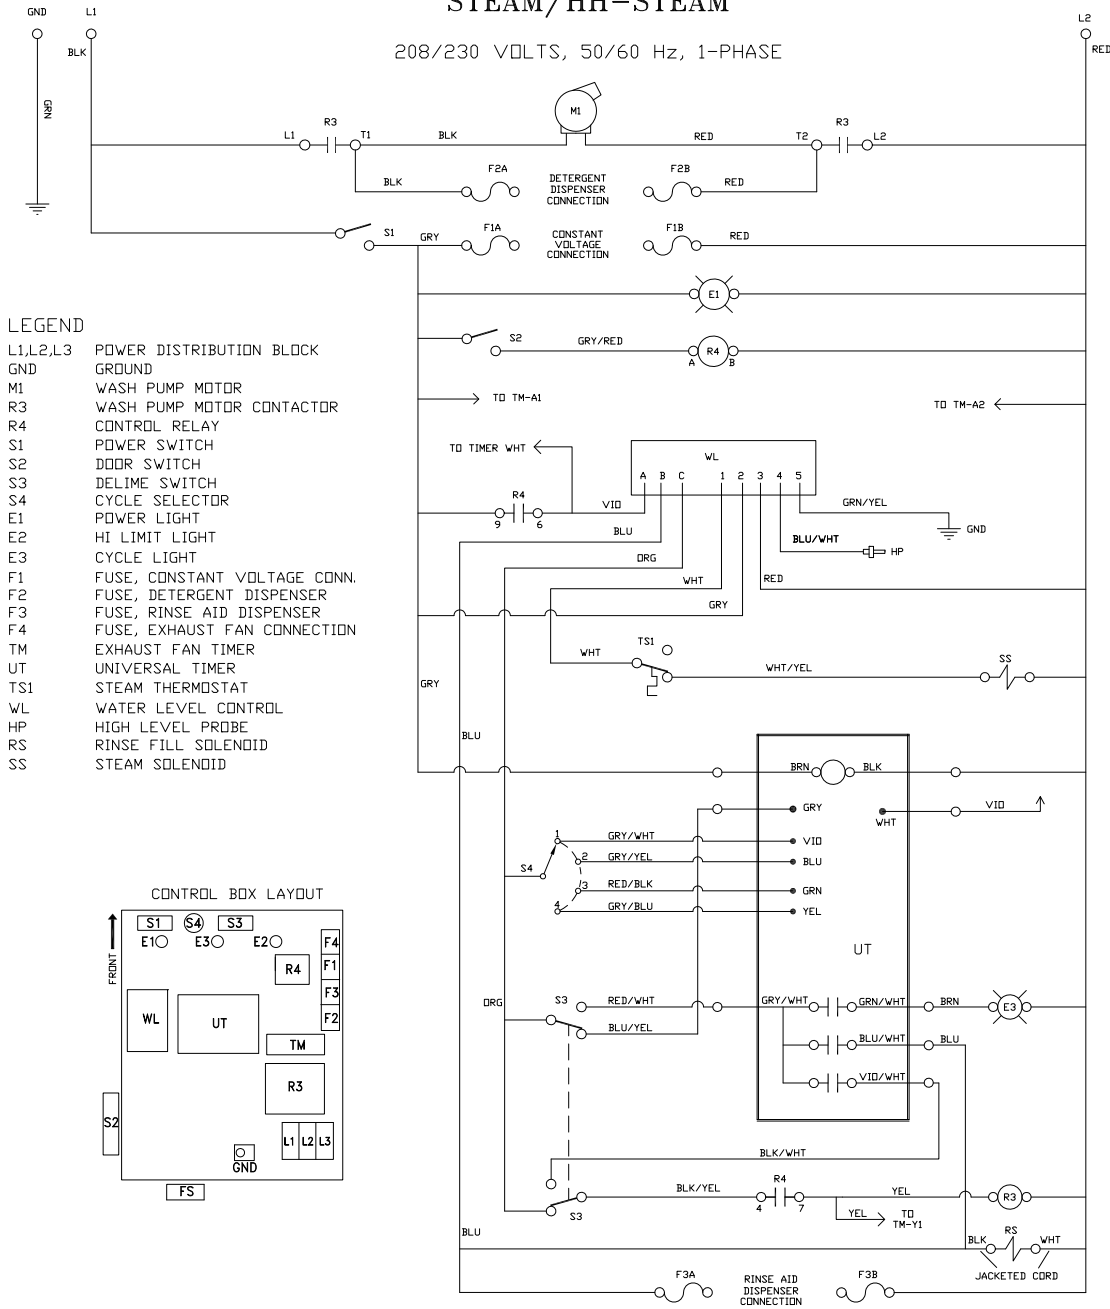 STEAM/HH-STEAM
GND L1 L2
BLK RED
208/230 VOLTS, 50/60 Hz, 1-PHASE
GRN
M1
L1 R3 T1 BLK RED T2 R3 L2
BLK F2A DETERGENT DISPENSER CONNECTION F2B RED
S1 GRY F1A CONSTANT VOLTAGE CONNECTION F1B RED
E1
S2 GRY/RED A R4 B
TO TM-A1 TO TM-A2
LEGEND
L1,L2,L3 POWER DISTRIBUTION BLOCK
GND GROUND
M1 WASH PUMP MOTOR
R3 WASH PUMP MOTOR CONTACTOR
R4 CONTROL RELAY
S1 POWER SWITCH
S2 DOOR SWITCH
S3 DELIME SWITCH
S4 CYCLE SELECTOR
E1 POWER LIGHT
E2 HI LIMIT LIGHT
E3 CYCLE LIGHT
F1 FUSE, CONSTANT VOLTAGE CONN.
F2 FUSE, DETERGENT DISPENSER
F3 FUSE, RINSE AID DISPENSER
F4 FUSE, EXHAUST FAN CONNECTION
TM EXHAUST FAN TIMER
UT UNIVERSAL TIMER
TS1 STEAM THERMOSTAT
WL WATER LEVEL CONTROL
HP HIGH LEVEL PROBE
RS RINSE FILL SOLENOID
SS STEAM SOLENOID
TO TIMER WHT WL
A B C 1 2 3 4 5
9 R4 6 VIO GRN/YEL GND
BLU BLU/WHT HP
ORG
WHT RED
GRY
TS1
WHT WHT/YEL SS
GRY
BLU
BRN BLK
GRY WHT VIO
S4
1 GRY/WHT VIO
2 GRY/YEL BLU
3 RED/BLK GRN
4 GRY/BLU YEL
UT
ORG S3 RED/WHT GRY/WHT GRN/WHT BRN E3
BLU/YEL BLU/WHT BLU
VIO/WHT
BLK/WHT
S3 BLK/YEL 4 R4 7 YEL R3
YEL TO TM-Y1
BLU BLK RS WHT
JACKETED CORD
F3A RINSE AID DISPENSER CONNECTION F3B
CONTROL BOX LAYOUT
FRONT
S1 S4 S3
E1 E3 E2
F4
R4 F1
F3
WL UT F2
TM
R3
S2
L1 L2 L3
GND
FS